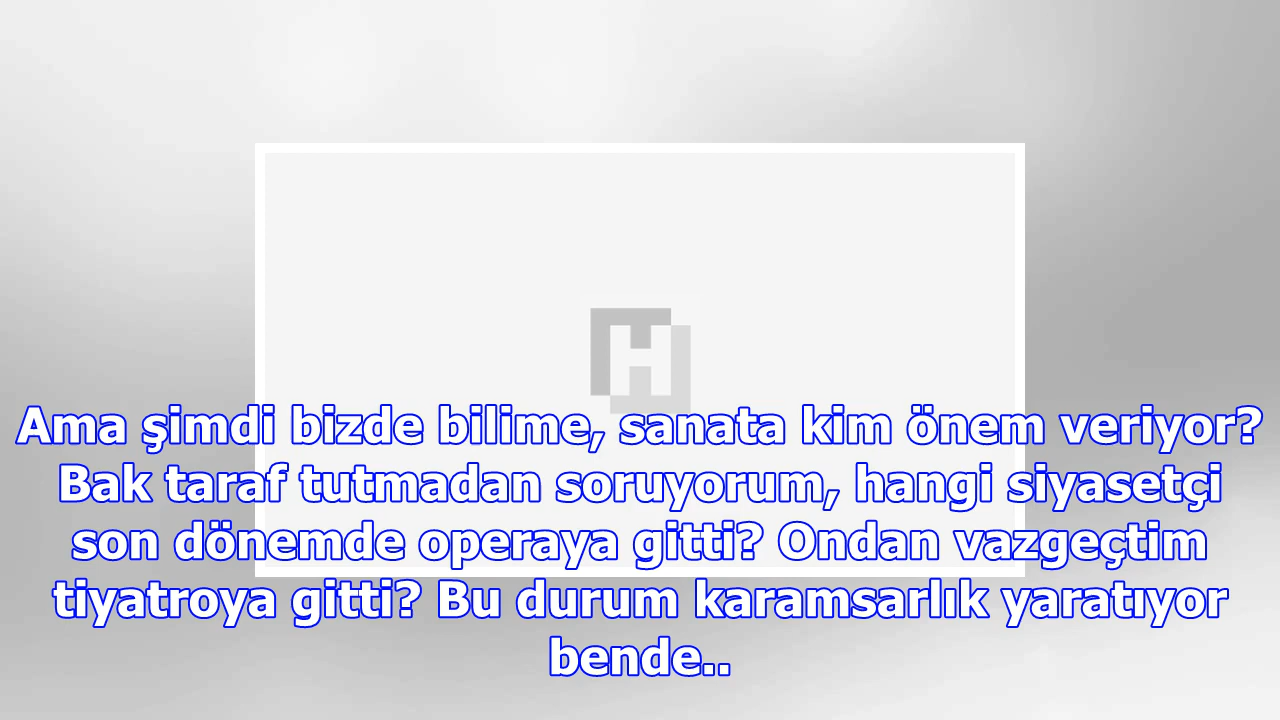 H
Ama şimdi bizde bilime, sanata kim önem veriyor?
Bak taraf tutmadan soruyorum, hangi siyasetçi
son dönemde operaya gitti? Ondan vazgeçtim
tiyatroya gitti? Bu durum karamsarlık yaratıyor
bende..